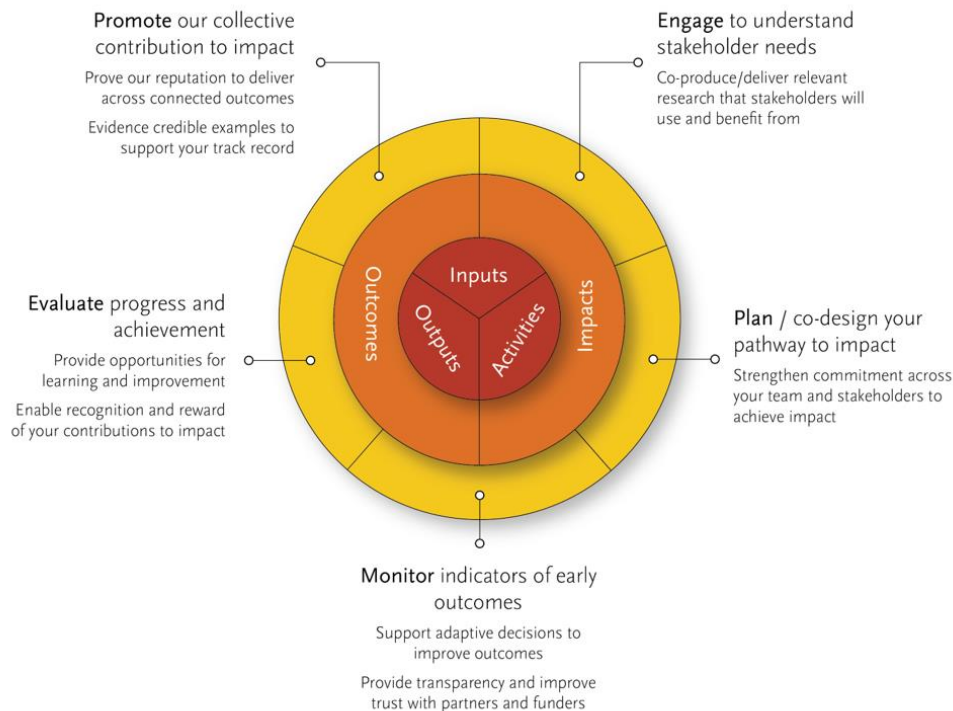 Promote our collective
contribution to impact
Prove our reputation to deliver
across connected outcomes
Evidence credible examples to
support your track record
Engage to understand
stakeholder needs
Co-produce/deliver relevant
research that stakeholders will
use and benefit from
Inputs
Outcomes
Outputs
Activities
Impacts
Evaluate progress and
achievement
Provide opportunities for
learning and improvement
Enable recognition and reward
of your contributions to impact
Plan / co-design your
pathway to impact
Strengthen commitment across
your team and stakeholders to
achieve impact
Monitor indicators of early
outcomes
Support adaptive decisions to
improve outcomes
Provide transparency and improve
trust with partners and funders